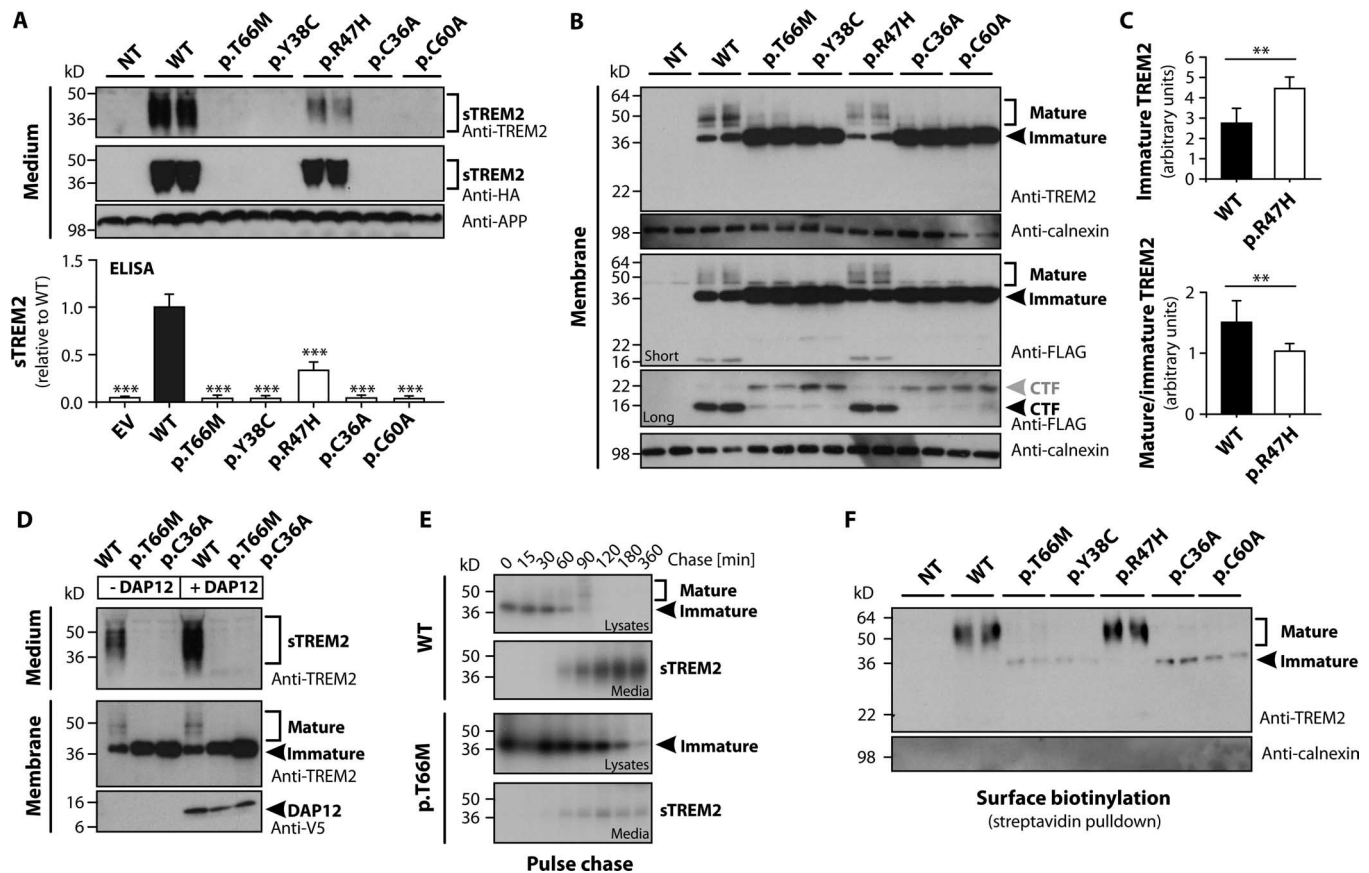 A
NT WT p.T66M p.Y38C p.R47H p.C36A p.C60A
kD
50
36
sTREM2
Anti-TREM2
50
36
sTREM2
Anti-HA
98
Anti-APP
Medium
ELISA
sTREM2
(relative to WT)
1.5
1.0
0.5
0.0
*** *** *** *** *** ***
EV WT p.T66M p.Y38C p.R47H p.C36A p.C60A
B
NT WT p.T66M p.Y38C p.R47H p.C36A p.C60A
kD
64
50
36
22
Mature
Immature
Anti-TREM2
98
Anti-calnexin
Membrane
64
50
36
22
16
Mature
Immature
Short
Anti-FLAG
22
16
CTF
CTF
Long
Anti-FLAG
98
Anti-calnexin
C
Immature TREM2
(arbitrary units)
6
5
4
3
2
1
0
**
WT p.R47H
Mature/immature TREM2
(arbitrary units)
2
1
0
**
WT p.R47H
D
WT p.T66M p.C36A WT p.T66M p.C36A
- DAP12 + DAP12
kD
50
36
Medium
sTREM2
Anti-TREM2
50
36
Membrane
Mature
Immature
Anti-TREM2
16
6
DAP12
Anti-V5
E
kD
0 15 30 60 90 120 180 360 Chase [min]
WT
50
36
Mature
Immature
Lysates
50
36
sTREM2
Media
p.T66M
50
36
Immature
Lysates
50
36
sTREM2
Media
Pulse chase
F
NT WT p.T66M p.Y38C p.R47H p.C36A p.C60A
kD
64
50
36
22
Mature
Immature
Anti-TREM2
98
Anti-calnexin
Surface biotinylation
(streptavidin pulldown)